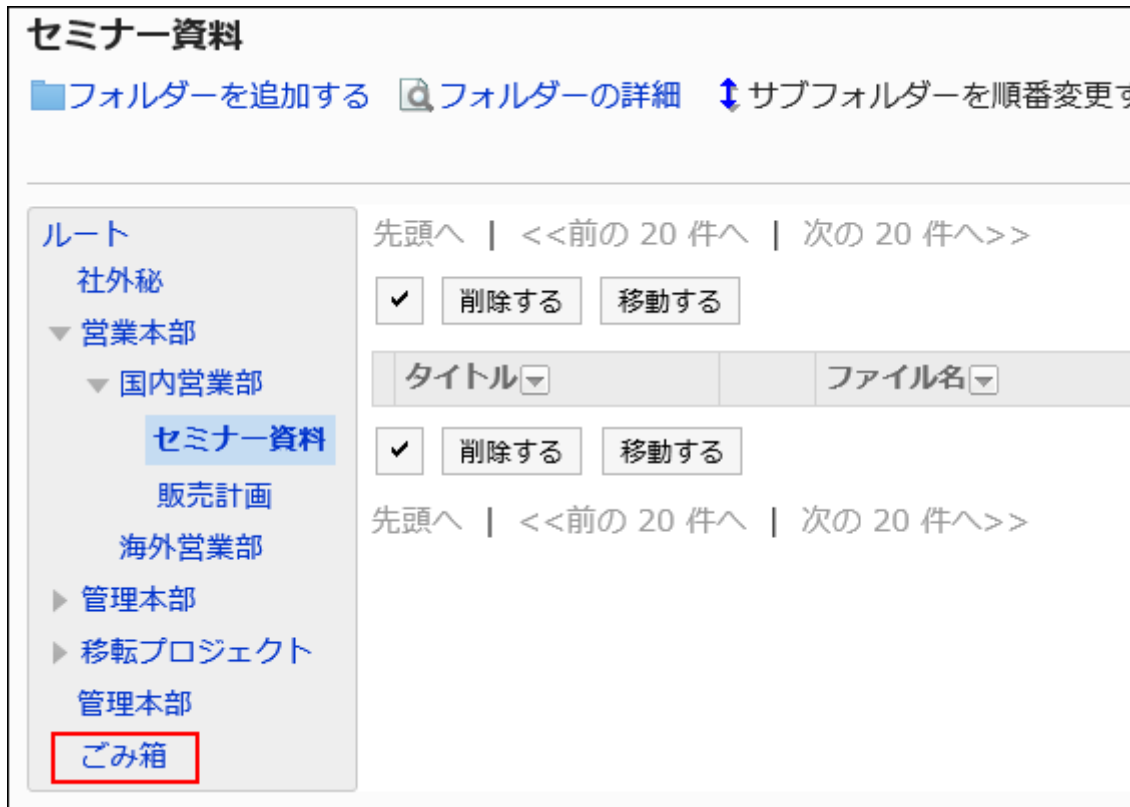 セミナー資料
フォルダーを追加する フォルダーの詳細 サブフォルダーを順番変更す
ルート
社外秘
営業本部
国内営業部
セミナー資料
販売計画
海外営業部
管理本部
移転プロジェクト
管理本部
ごみ箱
先頭へ | <<前の 20 件へ | 次の 20 件へ>>
削除する 移動する
タイトル ファイル名
削除する 移動する
先頭へ | <<前の 20 件へ | 次の 20 件へ>>